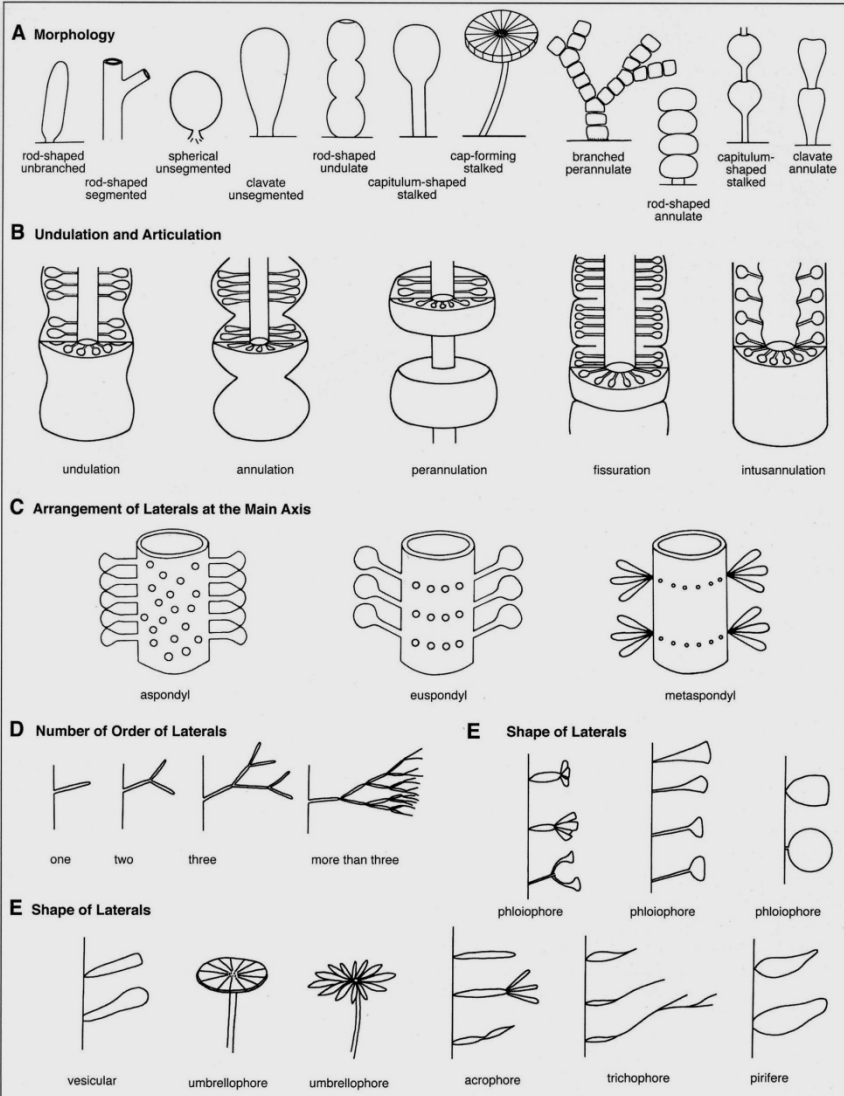 A Morphology
rod-shaped
unbranched
rod-shaped
segmented
spherical
unsegmented
clavate
unsegmented
rod-shaped
undulate
capitulum-shaped
stalked
cap-forming
stalked
branched
perannulate
rod-shaped
annulate
capitulum-
shaped
stalked
clavate
annulate
B Undulation and Articulation
undulation
annulation
perannulation
fissuration
intusannulation
C Arrangement of Laterals at the Main Axis
aspondyl
euspondyl
metaspondyl
D Number of Order of Laterals
one
two
three
more than three
E Shape of Laterals
phloiophore
phloiophore
phloiophore
E Shape of Laterals
vesicular
umbrellophore
umbrellophore
acrophore
trichophore
pirifere